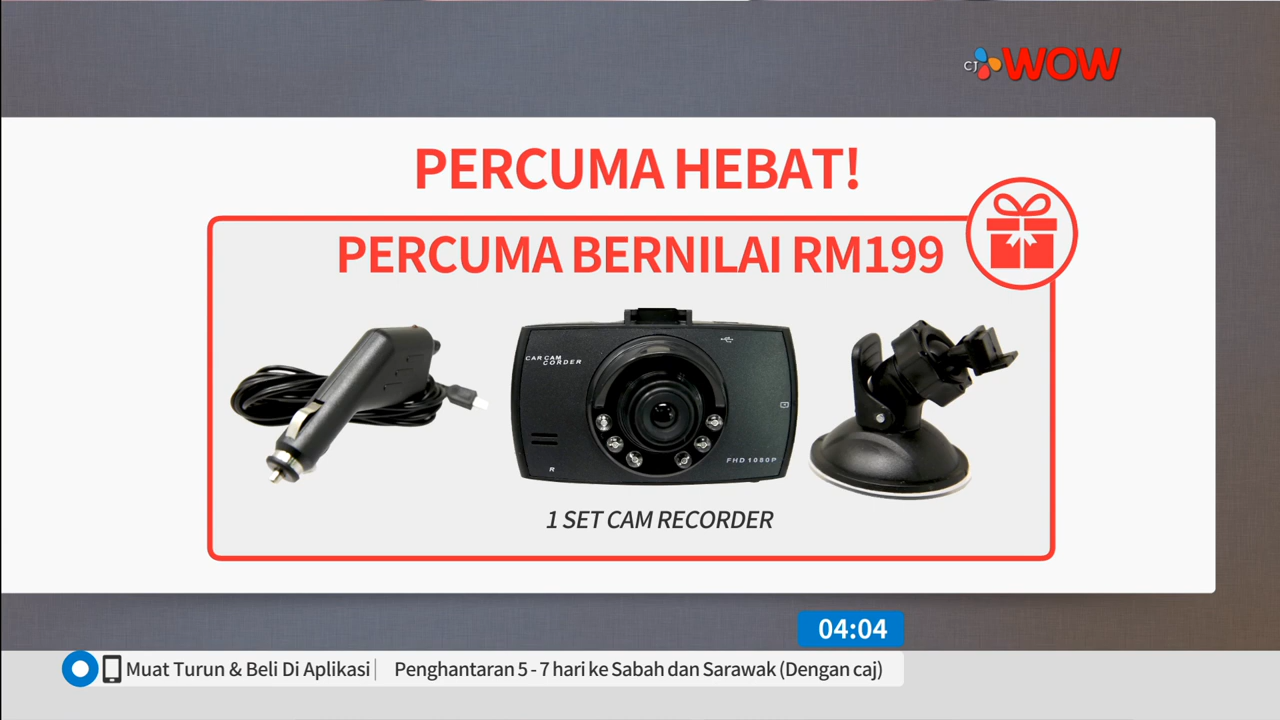 CJ WOW
PERCUMA HEBAT!
PERCUMA BERNILAI RM199
CAR CAM
CORDER
R
FHD 1080P
1 SET CAM RECORDER
04:04
Muat Turun & Beli Di Aplikasi
Penghantaran 5 - 7 hari ke Sabah dan Sarawak (Dengan caj)